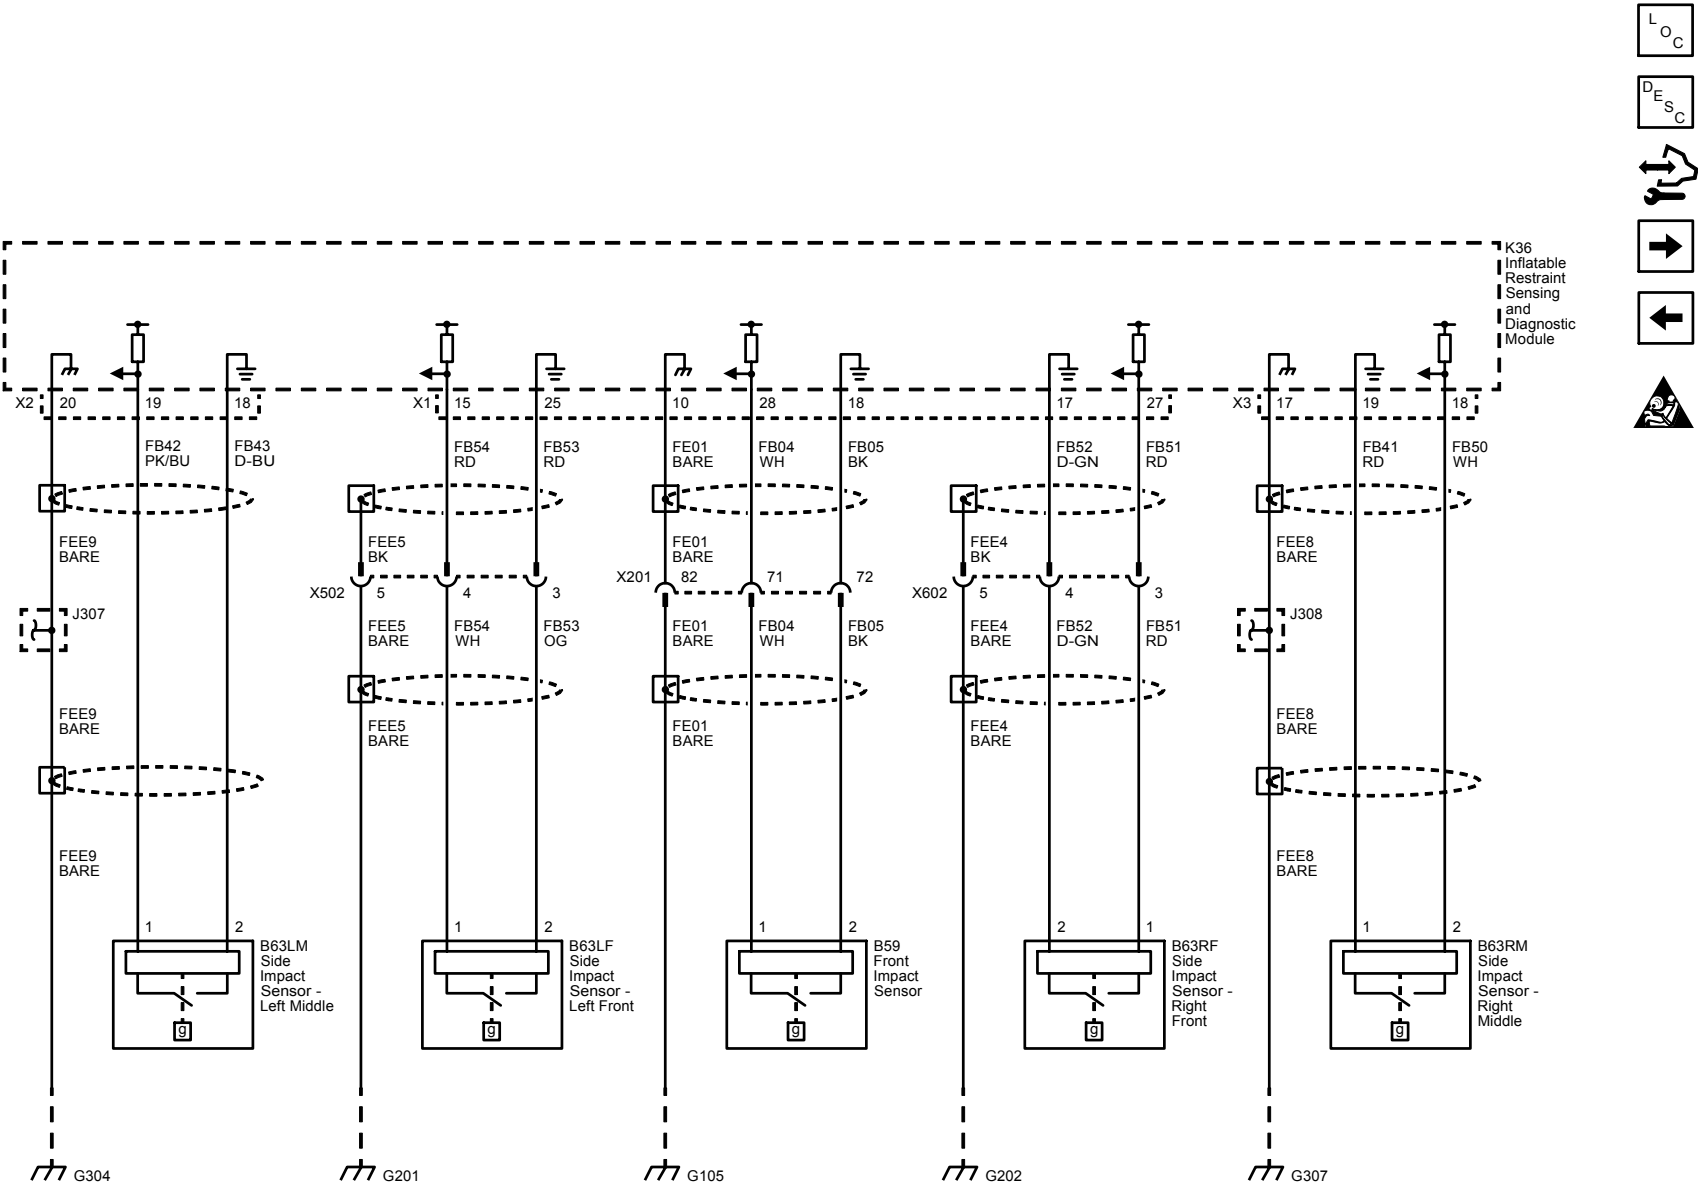 L O C
D E S C
K36
Inflatable
Restraint
Sensing
and
Diagnostic
Module
X2 20 19 18 X1 15 25 10 28 18 17 27 X3 17 19 18
FB42 FB43 FB54 FB53 FE01 FB04 FB05 FB52 FB51 FB41 FB50
PK/BU D-BU RD RD BARE WH BK D-GN RD RD WH
FEE9 FEE5 FE01 FEE4 FEE8
BARE BK BARE BK BARE
X201 82 71 72
X502 5 4 3 X602 5 4 3
J307 J308
FEE5 FB54 FB53 FE01 FB04 FB05 FEE4 FB52 FB51
BARE WH OG BARE WH BK BARE D-GN RD
FEE9 FEE8
BARE BARE
FEE5 FE01 FEE4
BARE BARE BARE
FEE9 FEE8
BARE BARE
1 2 1 2 1 2 2 1 1 2
B63LM
Side
Impact
Sensor -
Left Middle
B63LF
Side
Impact
Sensor -
Left Front
B59
Front
Impact
Sensor
B63RF
Side
Impact
Sensor -
Right
Front
B63RM
Side
Impact
Sensor -
Right
Middle
g g g g g
G304 G201 G105 G202 G307